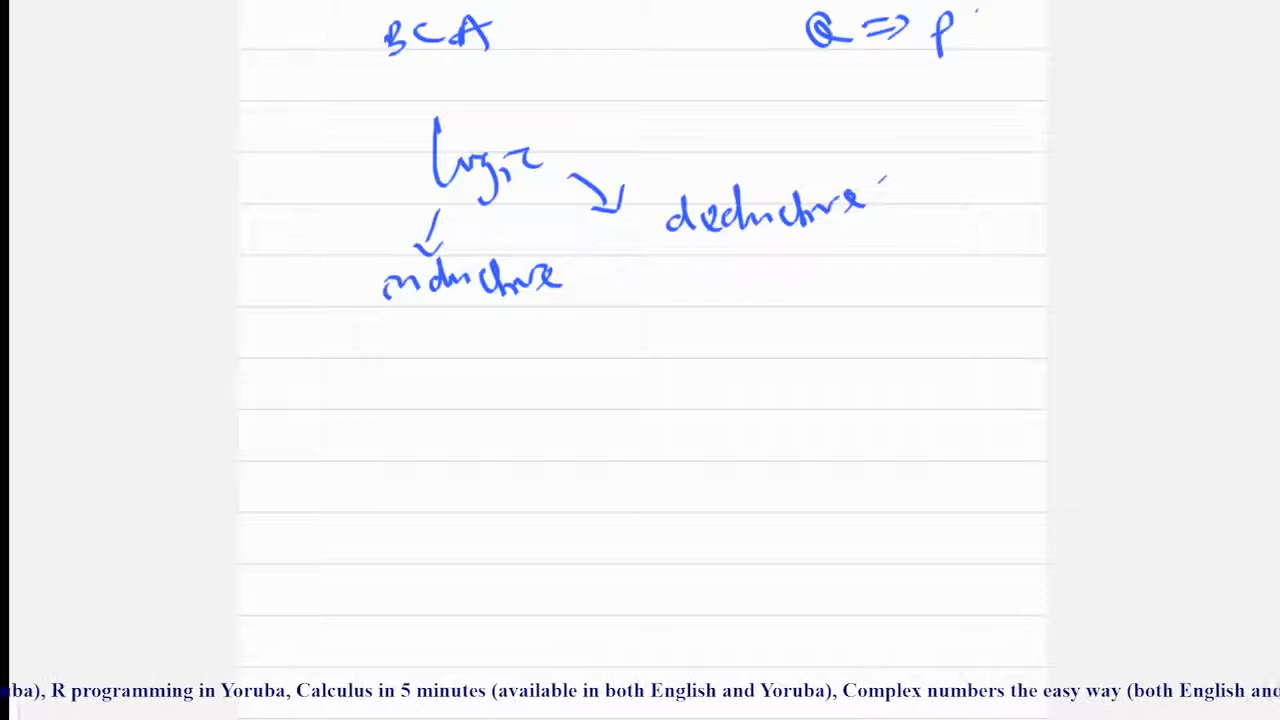 B ⊂ A
Q ⇒ P
Logic
deductive
inductive
uba), R programming in Yoruba, Calculus in 5 minutes (available in both English and Yoruba), Complex numbers the easy way (both English and